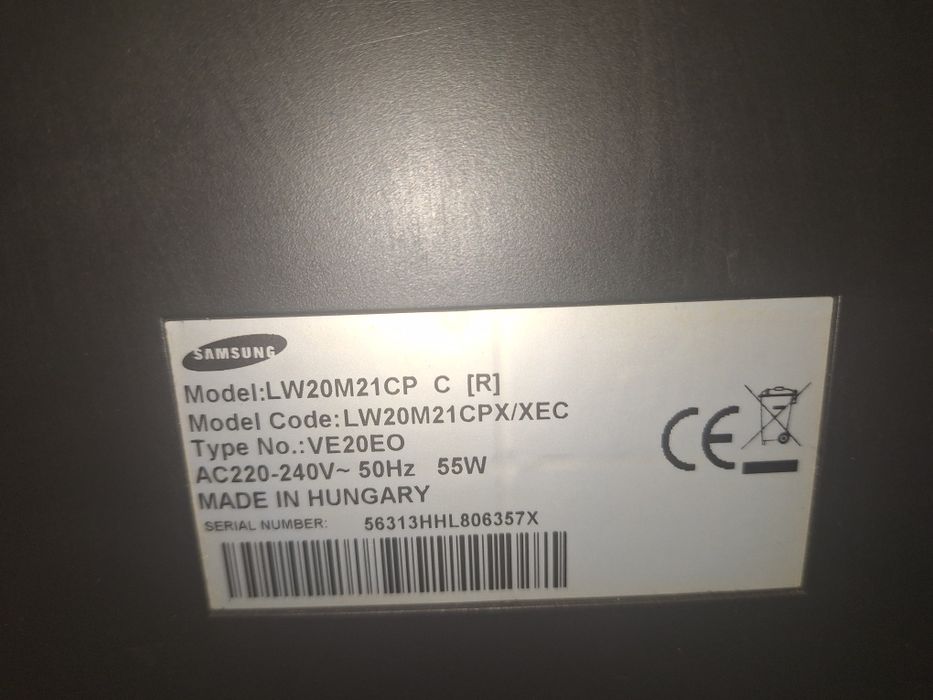 SAMSUNG
Model:LW20M21CP C [R]
Model Code:LW20M21CPX/XEC
Type No.:VE20EO
AC220-240V~ 50Hz 55W
MADE IN HUNGARY
SERIAL NUMBER: 56313HHL806357X
CE